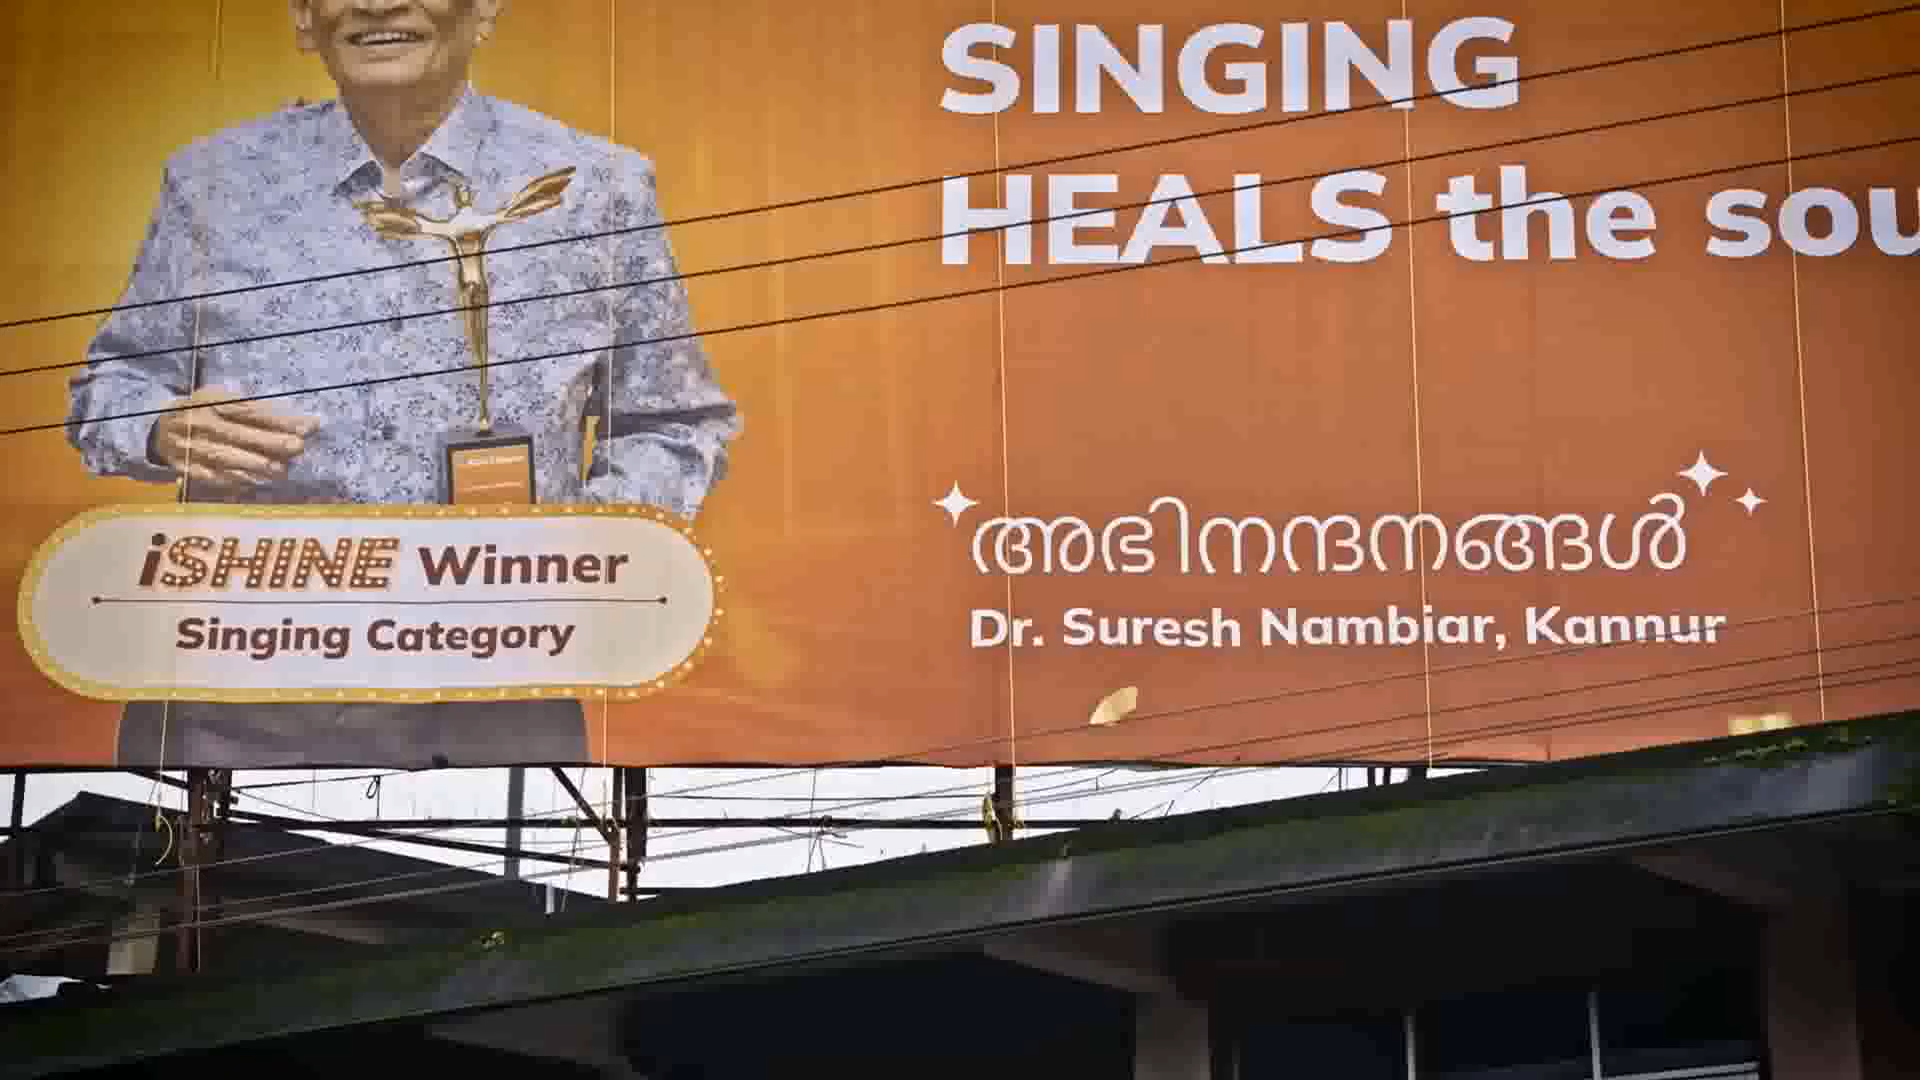 SINGING
HEALS the sou
അഭിനന്ദനങ്ങൾ
Dr. Suresh Nambiar, Kannur
iSHINE Winner
Singing Category